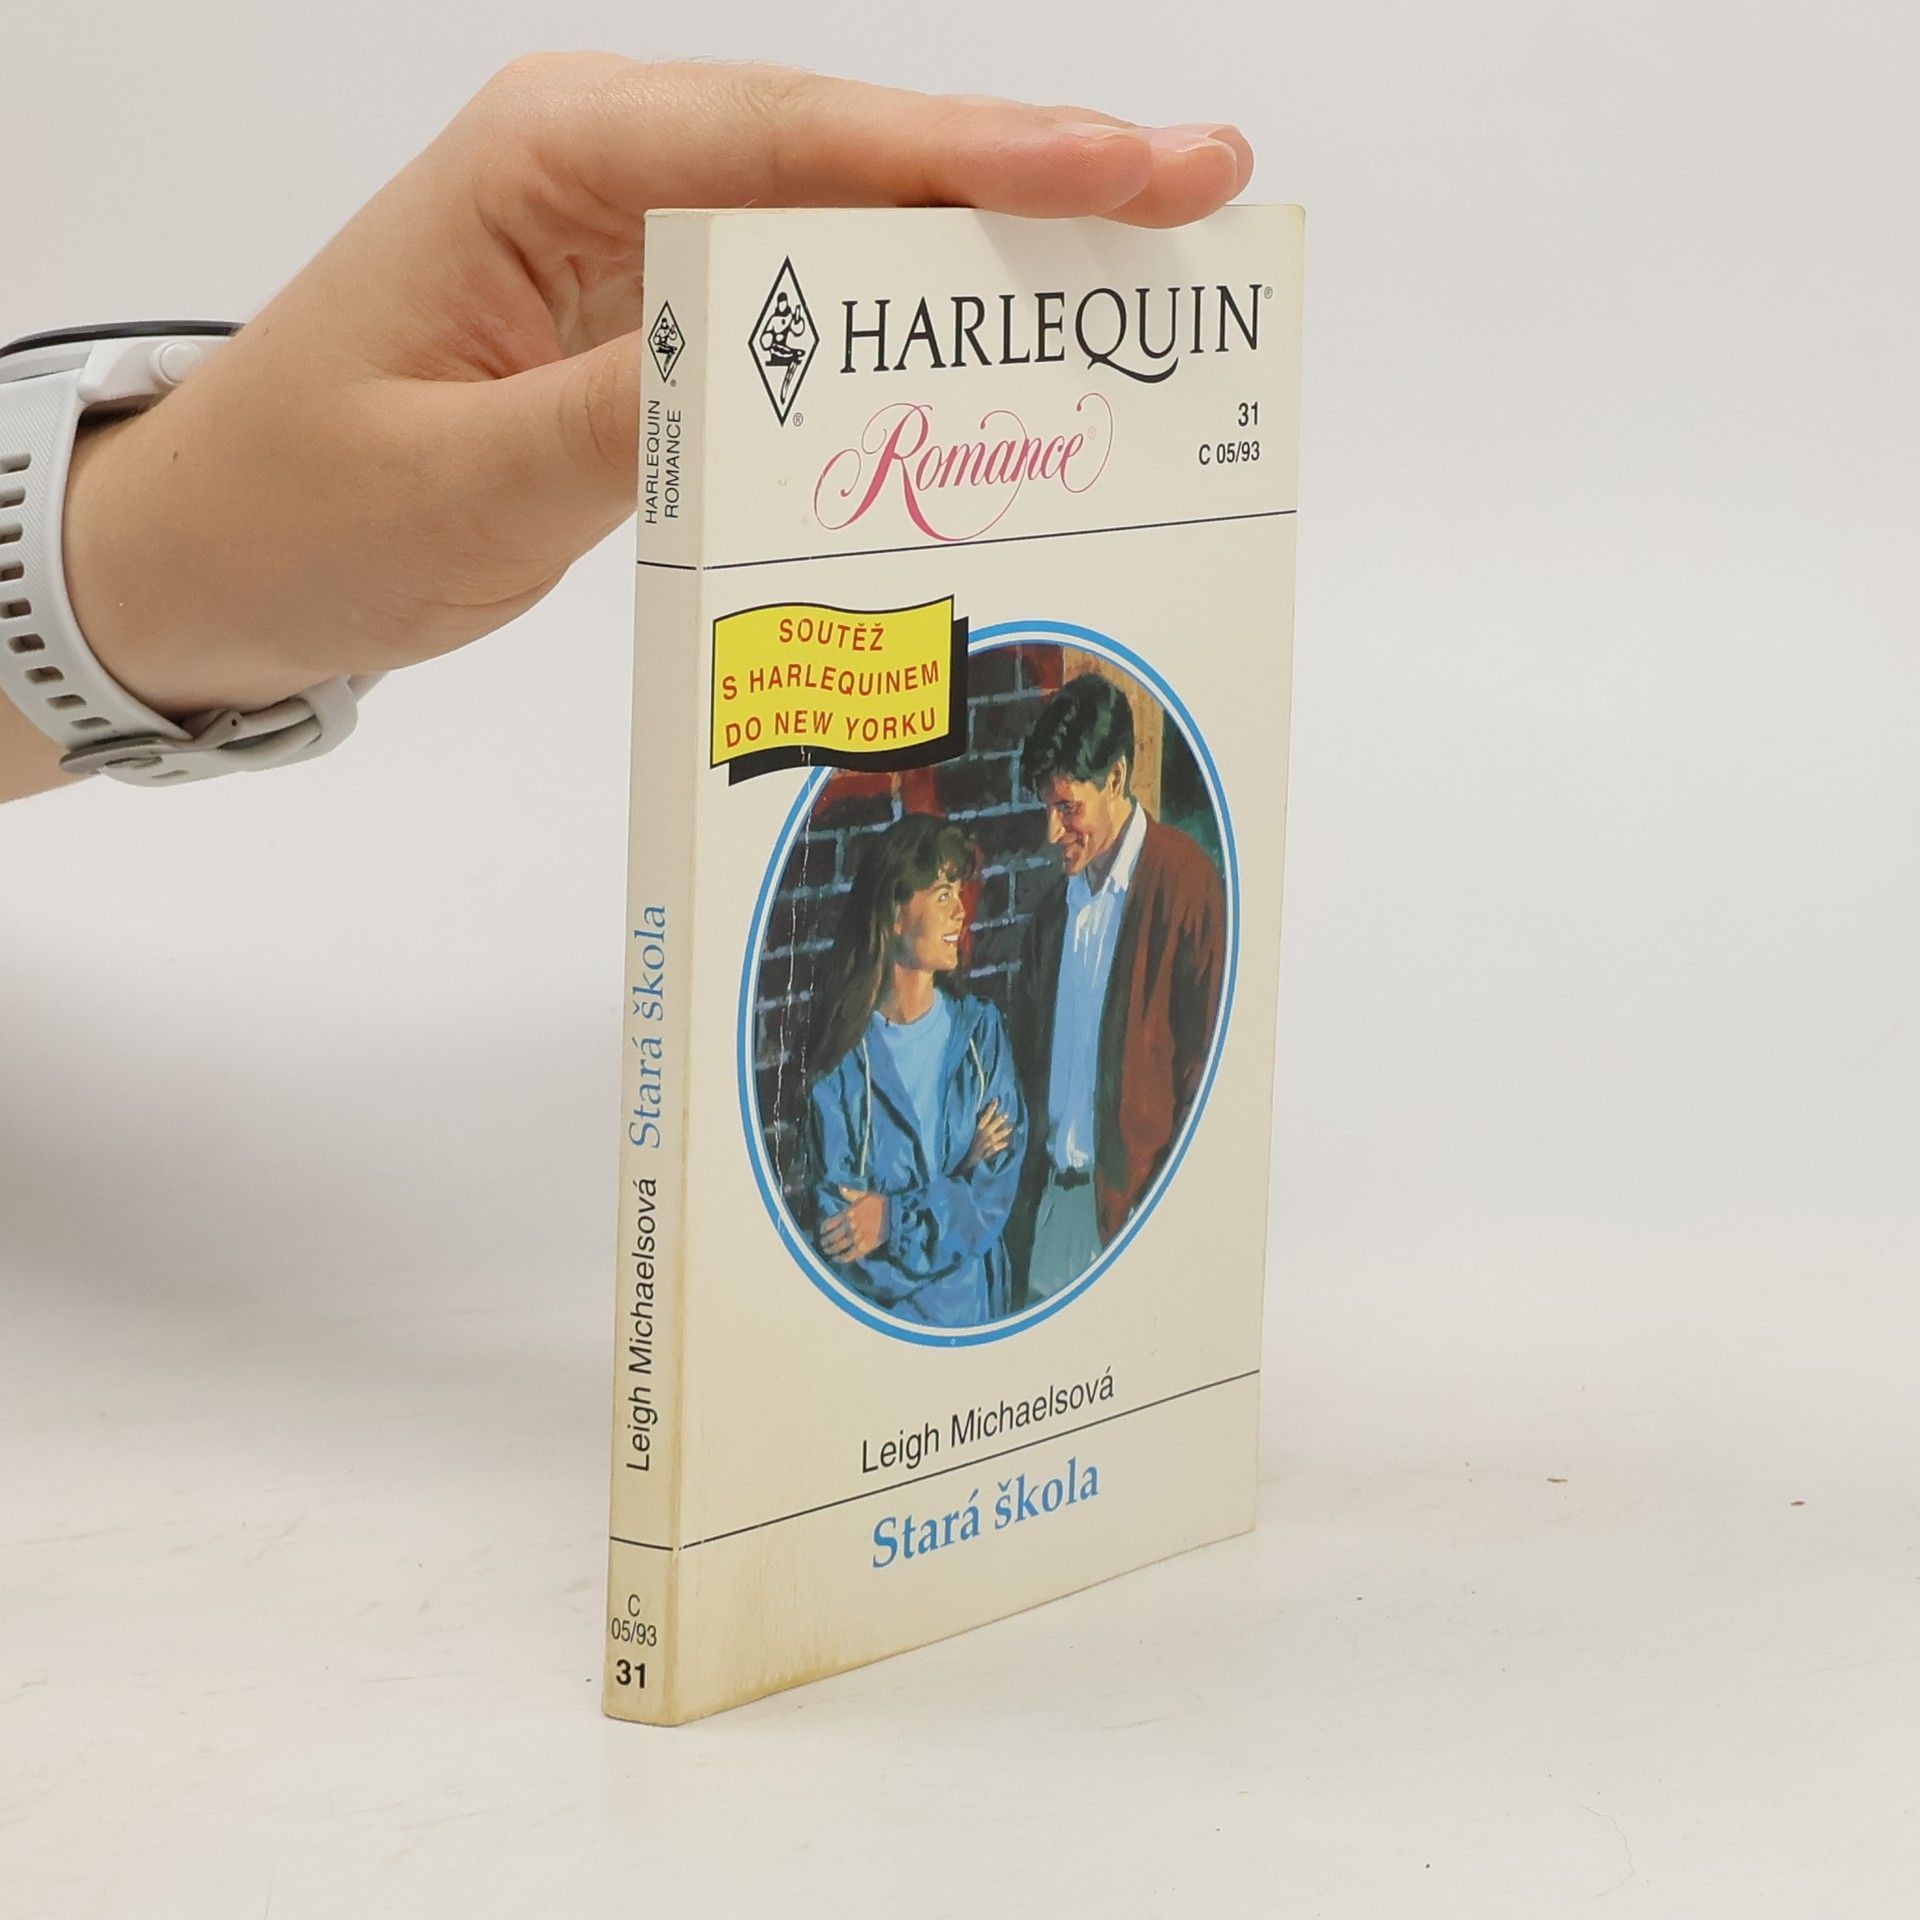 HARLEQUIN®
Romance®
31
C 05/93
SOUTĚŽ
S HARLEQUINEM
DO NEW YORKU
Leigh Michaelsová
Stará škola
HARLEQUIN
ROMANCE
Leigh Michaelsová Stará škola
C
05/93
31